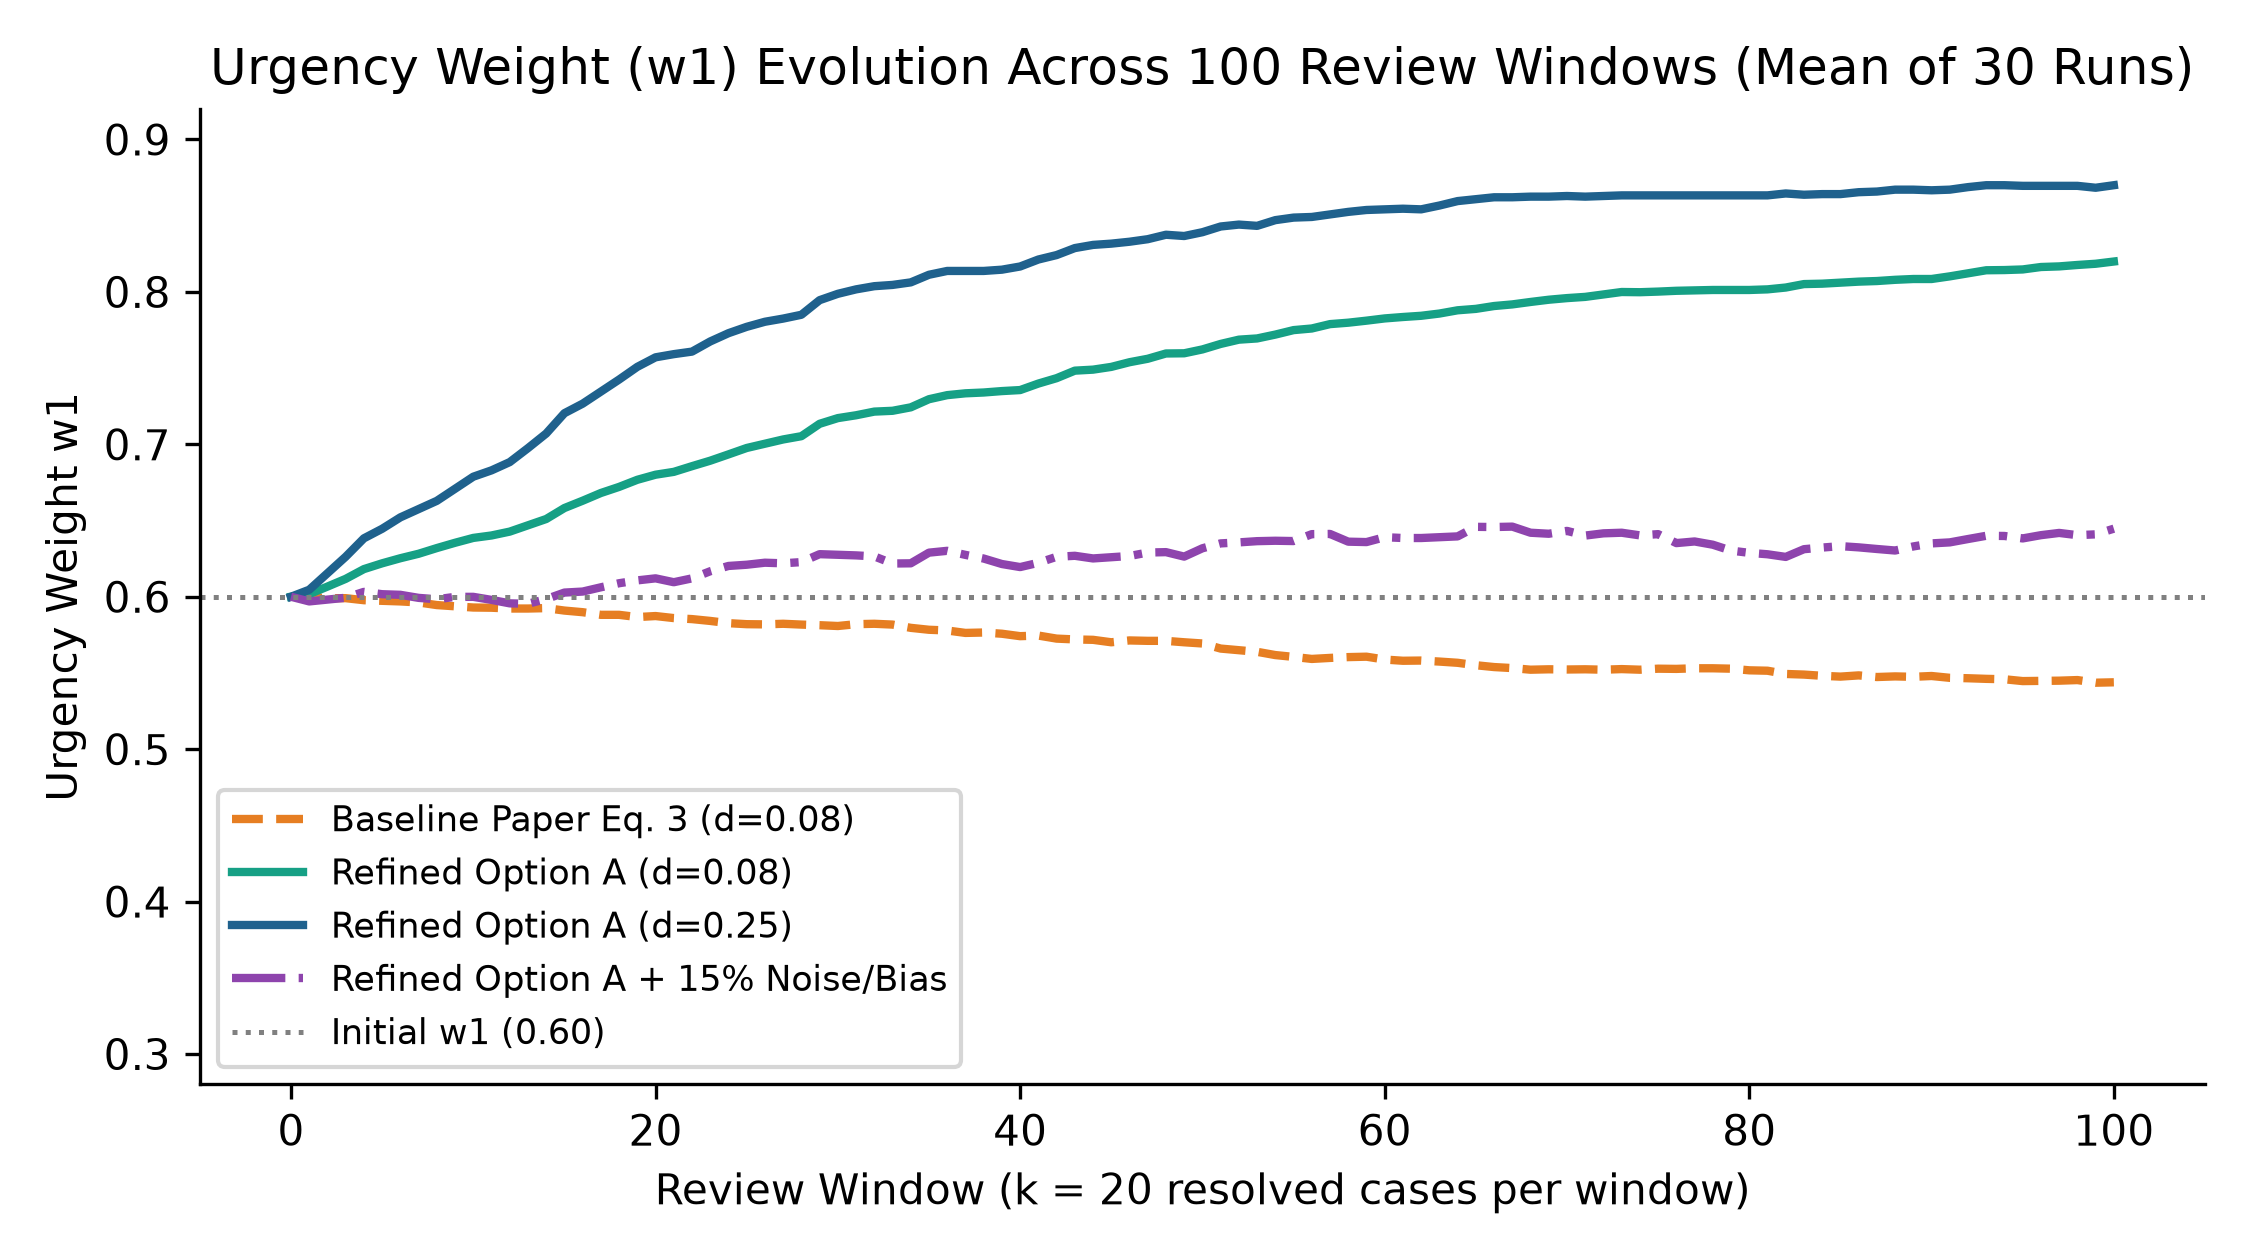 Urgency Weight (w1) Evolution Across 100 Review Windows (Mean of 30 Runs)
Urgency Weight w1
0.9
0.8
0.7
0.6
0.5
0.4
0.3
Baseline Paper Eq. 3 (d=0.08)
Refined Option A (d=0.08)
Refined Option A (d=0.25)
Refined Option A + 15% Noise/Bias
Initial w1 (0.60)
0 20 40 60 80 100
Review Window (k = 20 resolved cases per window)